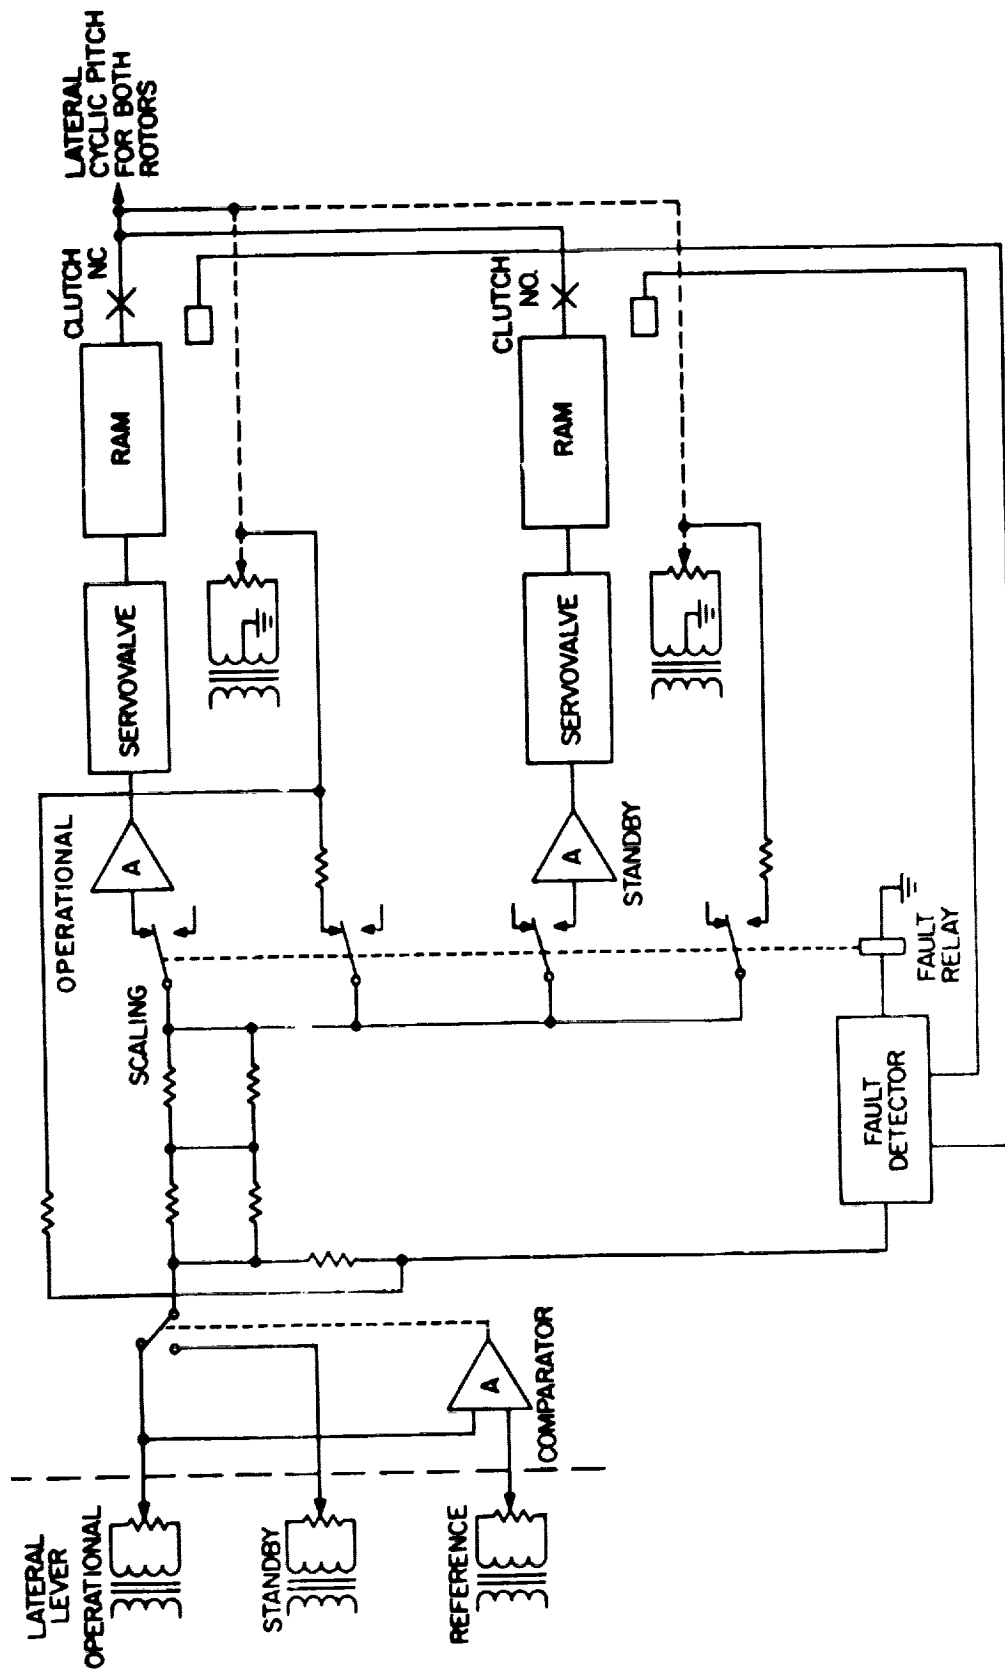 LATERAL
LEVER
OPERATIONAL
STANDBY
REFERENCE
COMPARATOR
A
SCALING
OPERATIONAL
A
SERVOVALVE
RAM
CLUTCH
NC
LATERAL
CYCLIC PITCH
FOR BOTH
ROTORS
A
STANDBY
SERVOVALVE
RAM
CLUTCH
NO.
FAULT
DETECTOR
FAULT
RELAY